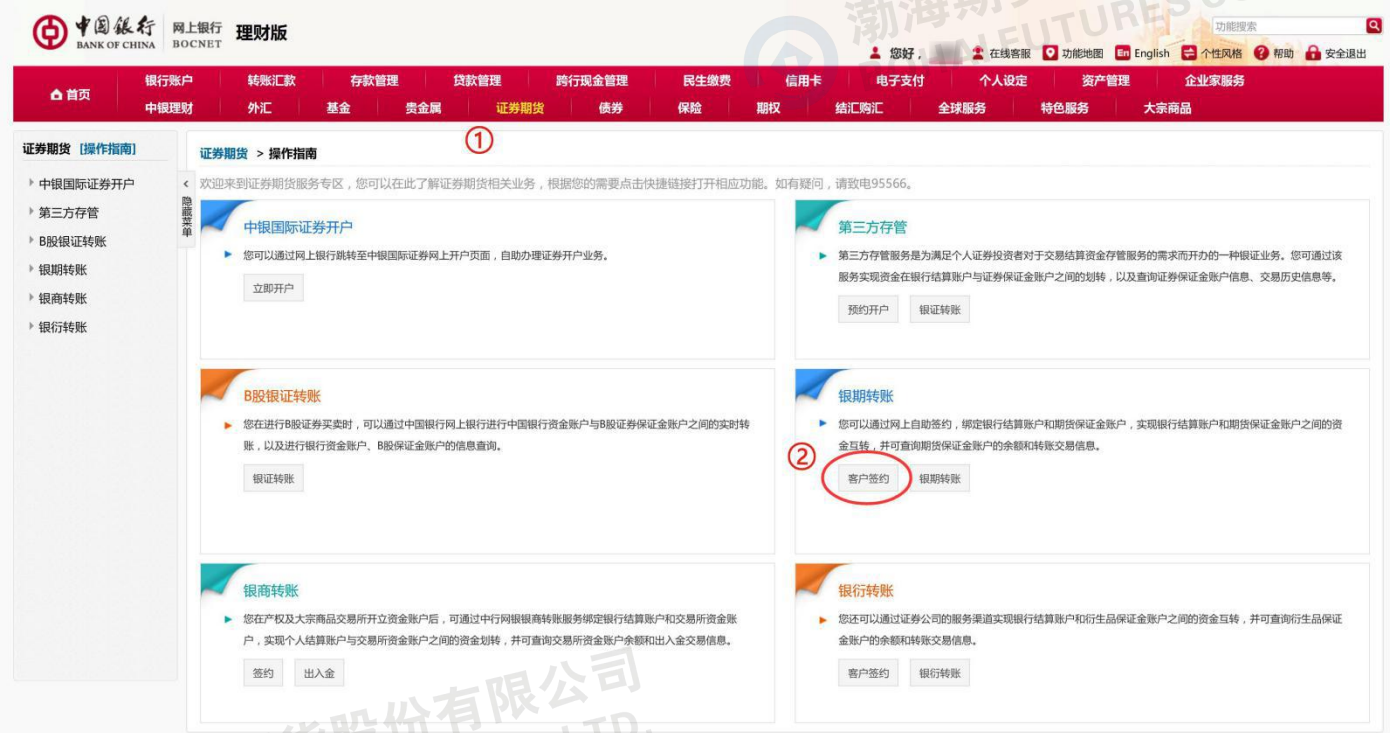 中国银行 网上银行 理财版
BANK OF CHINA BOCNET
功能搜索
您好， 在线客服 功能地图 En English 个性风格 帮助 安全退出
首页 银行账户 转账汇款 存款管理 贷款管理 跨行现金管理 民生缴费 信用卡 电子支付 个人设定 资产管理 企业家服务
中银理财 外汇 基金 贵金属 证券期货 债券 保险 期权 结汇购汇 全球服务 特色服务 大宗商品
①
证券期货 [操作指南]
中银国际证券开户
第三方存管
B股银证转账
银期转账
银商转账
银衍转账
隐藏菜单
证券期货 > 操作指南
欢迎来到证券期货服务专区，您可以在此了解证券期货相关业务，根据您的需要点击快捷链接打开相应功能。如有疑问，请致电95566。
中银国际证券开户
您可以通过网上银行跳转至中银国际证券网上开户页面，自助办理证券开户业务。
立即开户
第三方存管
第三方存管服务是为满足个人证券投资者对于交易结算资金存管服务的需求而开办的一种银证业务。您可通过该
服务实现资金在银行结算账户与证券保证金账户之间的划转，以及查询证券保证金账户信息、交易历史信息等。
预约开户 银证转账
B股银证转账
您在进行B股证券买卖时，可以通过中国银行网上银行进行中国银行资金账户与B股证券保证金账户之间的实时转
账，以及进行银行资金账户、B股保证金账户的信息查询。
银证转账
银期转账
您可以通过网上自助签约，绑定银行结算账户和期货保证金账户，实现银行结算账户和期货保证金账户之间的资
金互转，并可查询期货保证金账户的余额和转账交易信息。
②
客户签约 银期转账
银商转账
您在产权及大宗商品交易所开立资金账户后，可通过中行网银银商转账服务绑定银行结算账户和交易所资金账
户，实现个人结算账户与交易所资金账户之间的资金划转，并可查询交易所资金账户余额和出入金交易信息。
签约 出入金
银衍转账
您还可以通过证券公司的服务渠道实现银行结算账户和衍生品保证金账户之间的资金互转，并可查询衍生品保证
金账户的余额和转账交易信息。
客户签约 银衍转账
货股份有限公司
LTD.